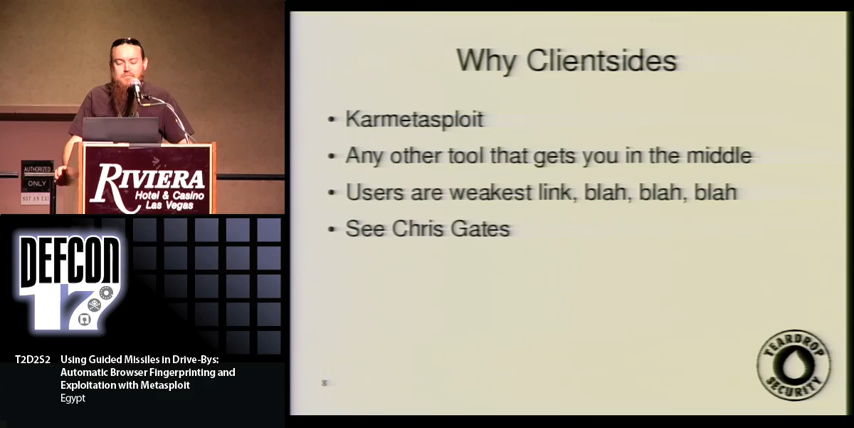 Why Clientsides
• Karmetasploit
• Any other tool that gets you in the middle
• Users are weakest link, blah, blah, blah
• See Chris Gates
TEARDROP
SECURITY
AUTHORIZED
ONLY
RIVIERA
Hotel & Casino
Las Vegas
DEFCON
17
T2D2S2 Using Guided Missiles in Drive-Bys:
Automatic Browser Fingerprinting and
Exploitation with Metasploit
Egypt